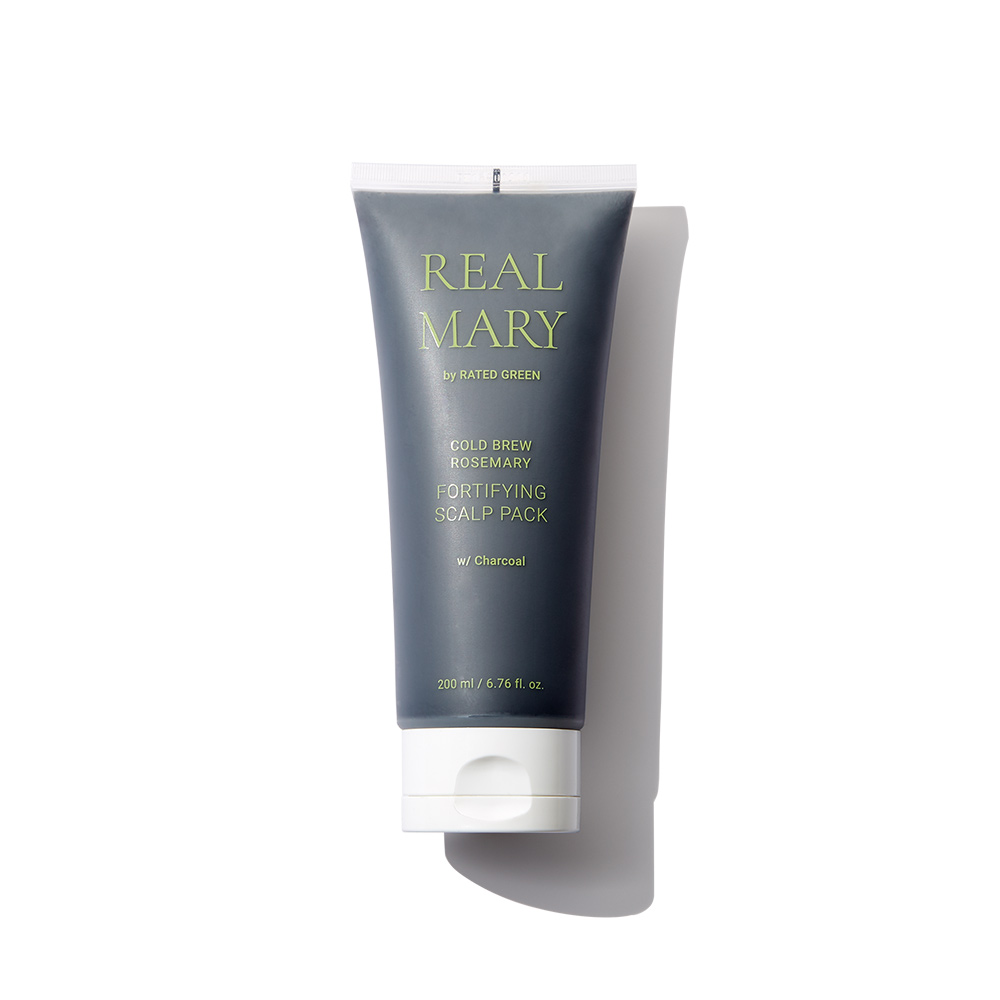 REAL
MARY
by RATED GREEN
COLD BREW
ROSEMARY
FORTIFYING
SCALP PACK
w/ Charcoal
200 ml / 6.76 fl. oz.